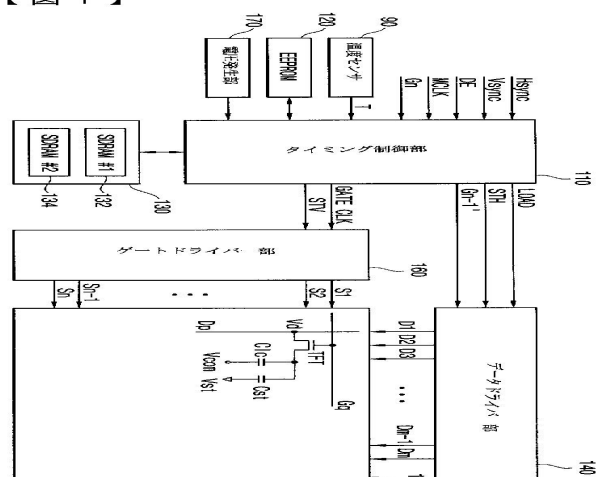 170
120
90
電圧発生部
EEPROM
温度センサ
T
Gn
MCLK
DE
Vsync
Hsync
SDRAM #2
SDRAM #1
134
132
130
タイミング制御部
110
STV
GATE CLK
Gn-1'
STH
LOAD
ゲートドライバ 部
160
Sn
Sn-1
S2
S1
Dp
Vd
TFT
Clc
Cst
Vcom
Vst
Gq
D1
D2
D3
Dm-1
Dm
データドライバ 部
140